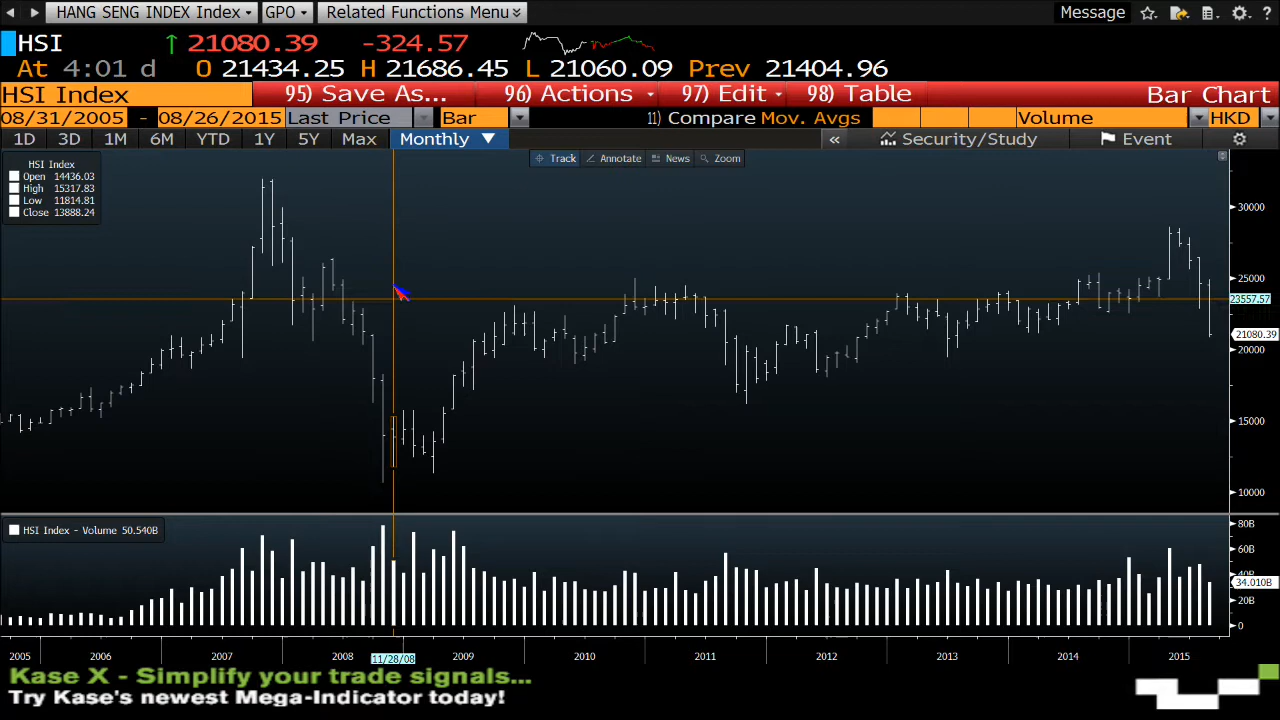 HANG SENG INDEX Index GPO Related Functions Menu Message
HSI 21080.39 -324.57
At 4:01 d O 21434.25 H 21686.45 L 21060.09 Prev 21404.96
HSI Index 95) Save As... 96) Actions 97) Edit 98) Table Bar Chart
08/31/2005 - 08/26/2015 Last Price Bar 11) Compare Mov. Avgs Volume HKD
1D 3D 1M 6M YTD 1Y 5Y Max Monthly « Security/Study Event
Track Annotate News Zoom
HSI Index
Open 14436.03
High 15317.83
Low 11814.81
Close 13888.24
30000
25000
23557.57
21080.39
20000
15000
10000
HSI Index - Volume 50.540B
80B
60B
40B
34.010B
20B
0
2005 2006 2007 2008 11/28/08 2009 2010 2011 2012 2013 2014 2015
Kase X - Simplify your trade signals...
Try Kase's newest Mega-Indicator today!